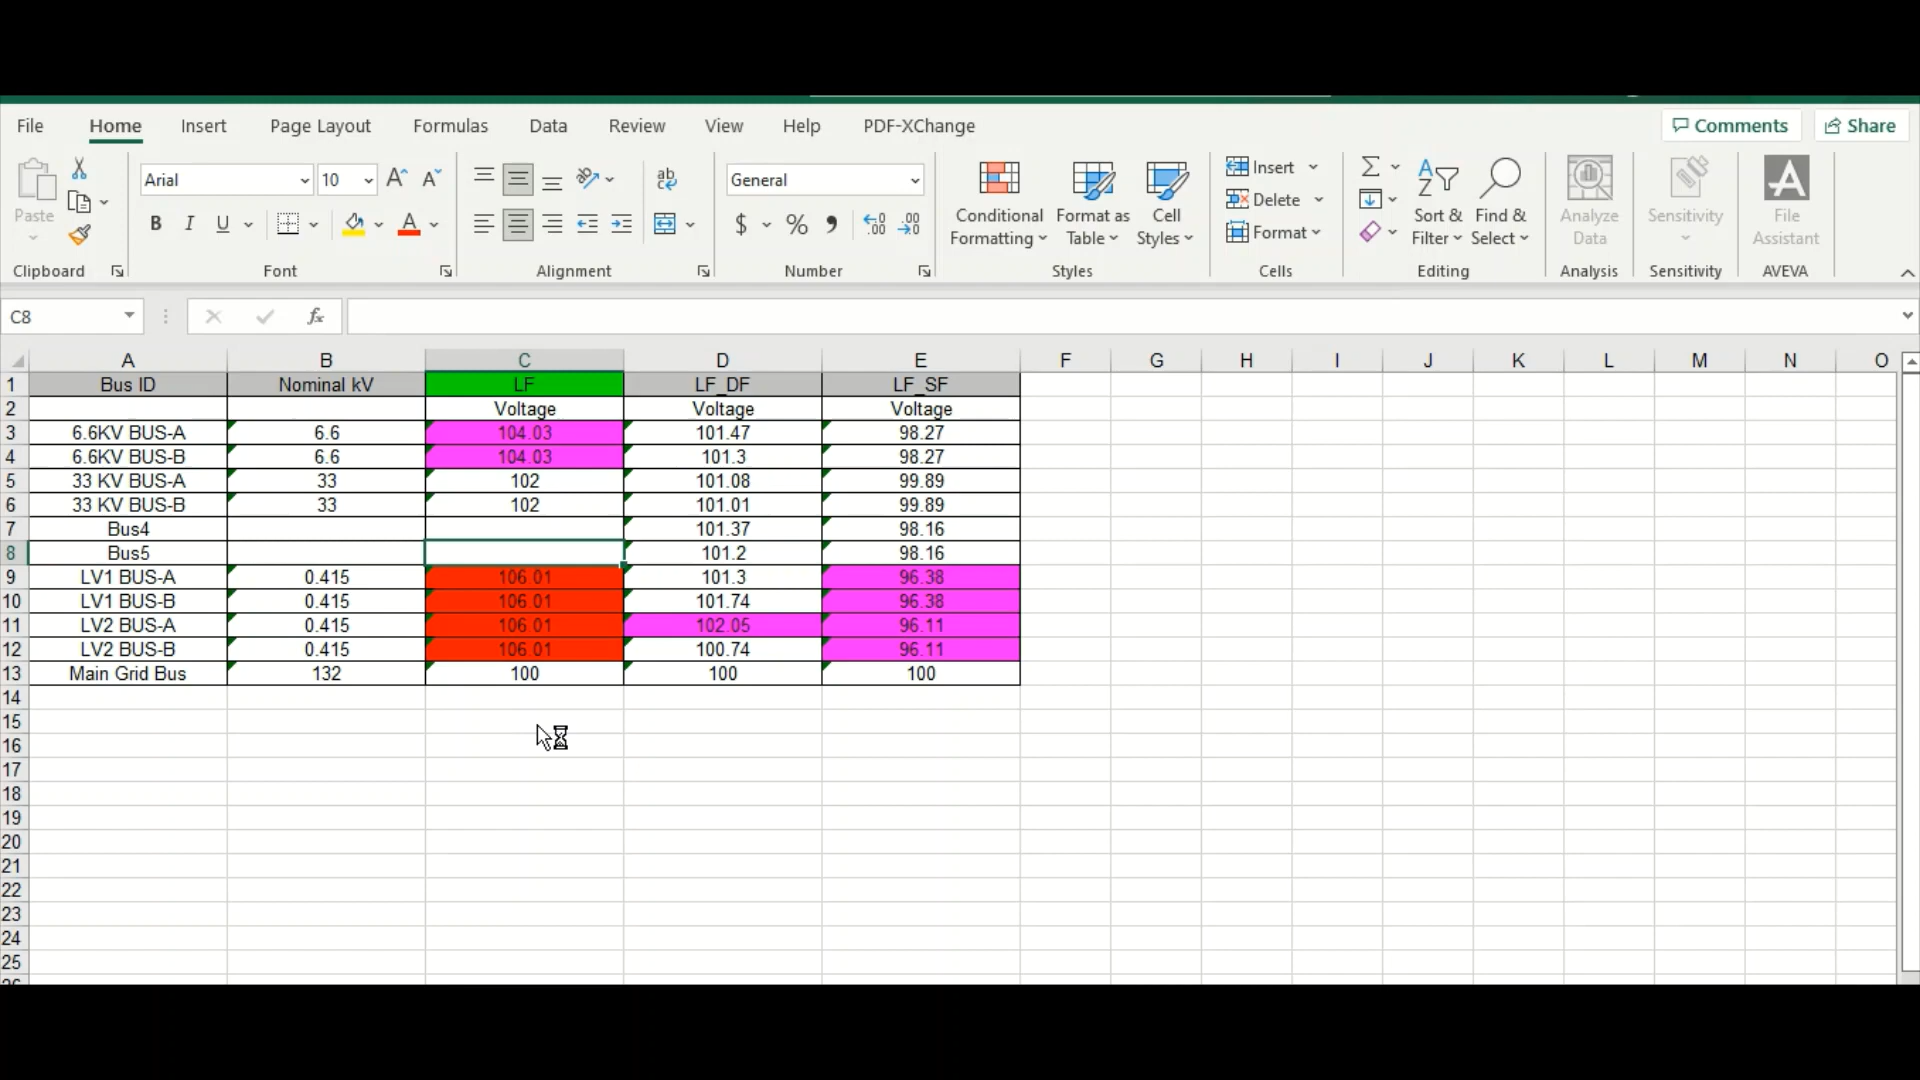 File Home Insert Page Layout Formulas Data Review View Help PDF-XChange Comments Share
Paste Arial 10 General
B I U $ % Conditional Formatting Format as Table Cell Styles Insert Delete Format Sort & Filter Find & Select Analyze Data Sensitivity File Assistant
Clipboard Font Alignment Number Styles Cells Editing Analysis Sensitivity AVEVA
C8 fx
A B C D E F G H I J K L M N O
1 Bus ID Nominal kV LF LF_DF LF_SF
2 Voltage Voltage Voltage
3 6.6KV BUS-A 6.6 104.03 101.47 98.27
4 6.6KV BUS-B 6.6 104.03 101.3 98.27
5 33 KV BUS-A 33 102 101.08 99.89
6 33 KV BUS-B 33 102 101.01 99.89
7 Bus4 101.37 98.16
8 Bus5 101.2 98.16
9 LV1 BUS-A 0.415 106.01 101.3 96.38
10 LV1 BUS-B 0.415 106.01 101.74 96.38
11 LV2 BUS-A 0.415 106.01 102.05 96.11
12 LV2 BUS-B 0.415 106.01 100.74 96.11
13 Main Grid Bus 132 100 100 100
14
15
16
17
18
19
20
21
22
23
24
25